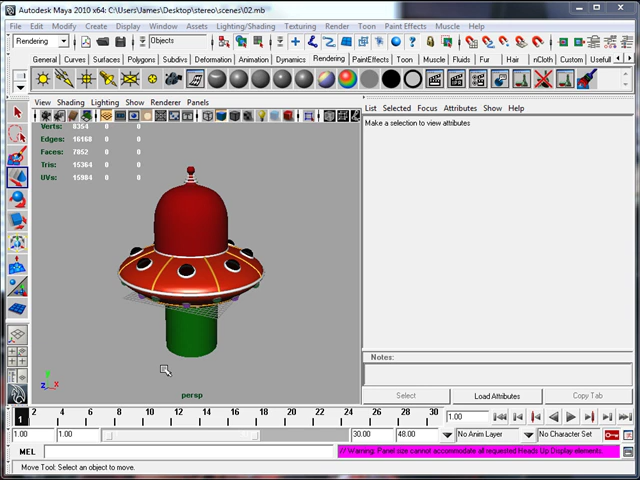 Autodesk Maya 2010 x64: C:\Users\James\Desktop\stereo\scenes\02.mb
File Edit Modify Create Display Window Assets Lighting/Shading Texturing Render Toon Paint Effects Fur Muscle Help
Rendering Objects
General Curves Surfaces Polygons Subdivs Deformation Animation Dynamics Rendering PaintEffects Toon Muscle Fluids Fur Hair nCloth Custom Usefull
View Shading Lighting Show Renderer Panels
List Selected Focus Attributes Show Help
Make a selection to view attributes
Verts: 8354 0 0
Edges: 16168 0 0
Faces: 7852 0 0
Tris: 15364 0 0
UVs: 15984 0 0
persp
Notes:
Select Load Attributes Copy Tab
1 2 4 6 8 10 12 14 16 18 20 22 24 26 28 30 1.00
1.00 1.00 30.00 48.00 No Anim Layer No Character Set
MEL // Warning: Panel size cannot accommodate all requested Heads Up Display elements.
Move Tool: Select an object to move.